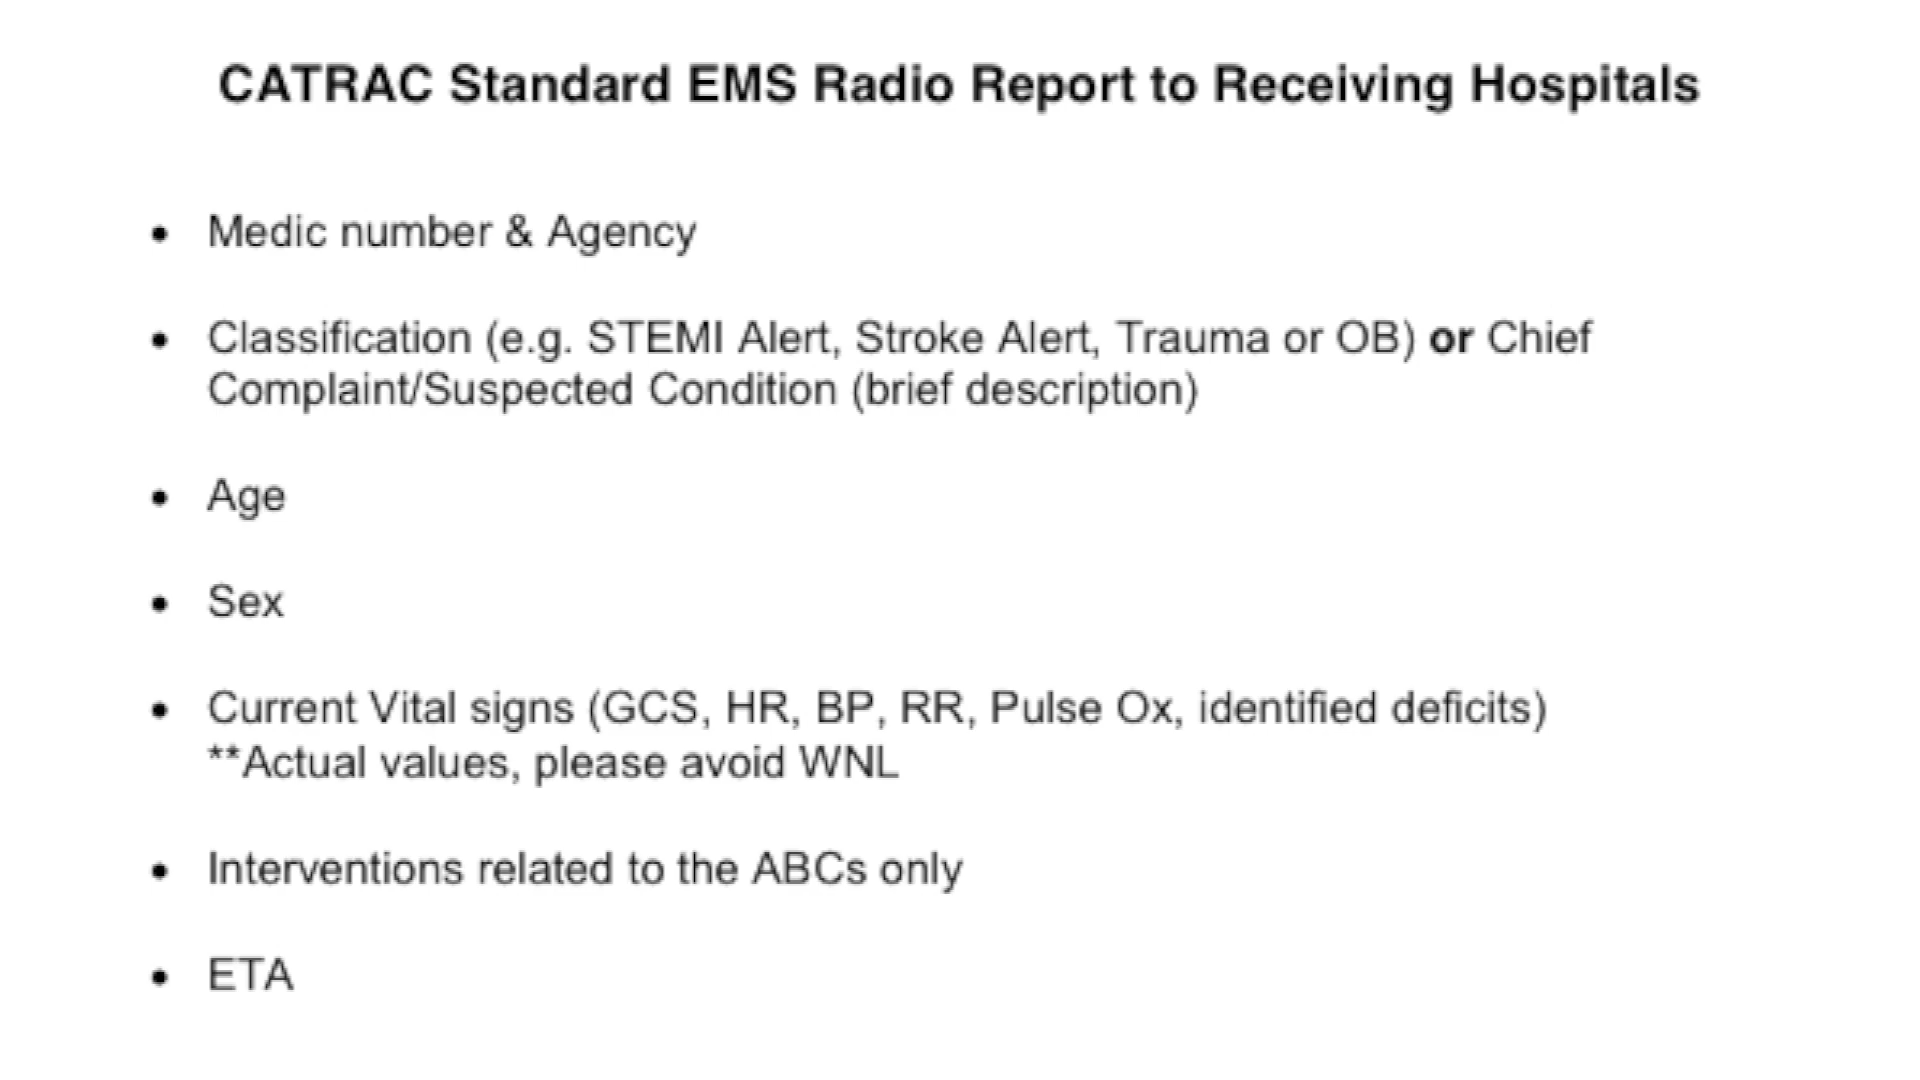 CATRAC Standard EMS Radio Report to Receiving Hospitals
• Medic number & Agency
• Classification (e.g. STEMI Alert, Stroke Alert, Trauma or OB) or Chief
Complaint/Suspected Condition (brief description)
• Age
• Sex
• Current Vital signs (GCS, HR, BP, RR, Pulse Ox, identified deficits)
**Actual values, please avoid WNL
• Interventions related to the ABCs only
• ETA